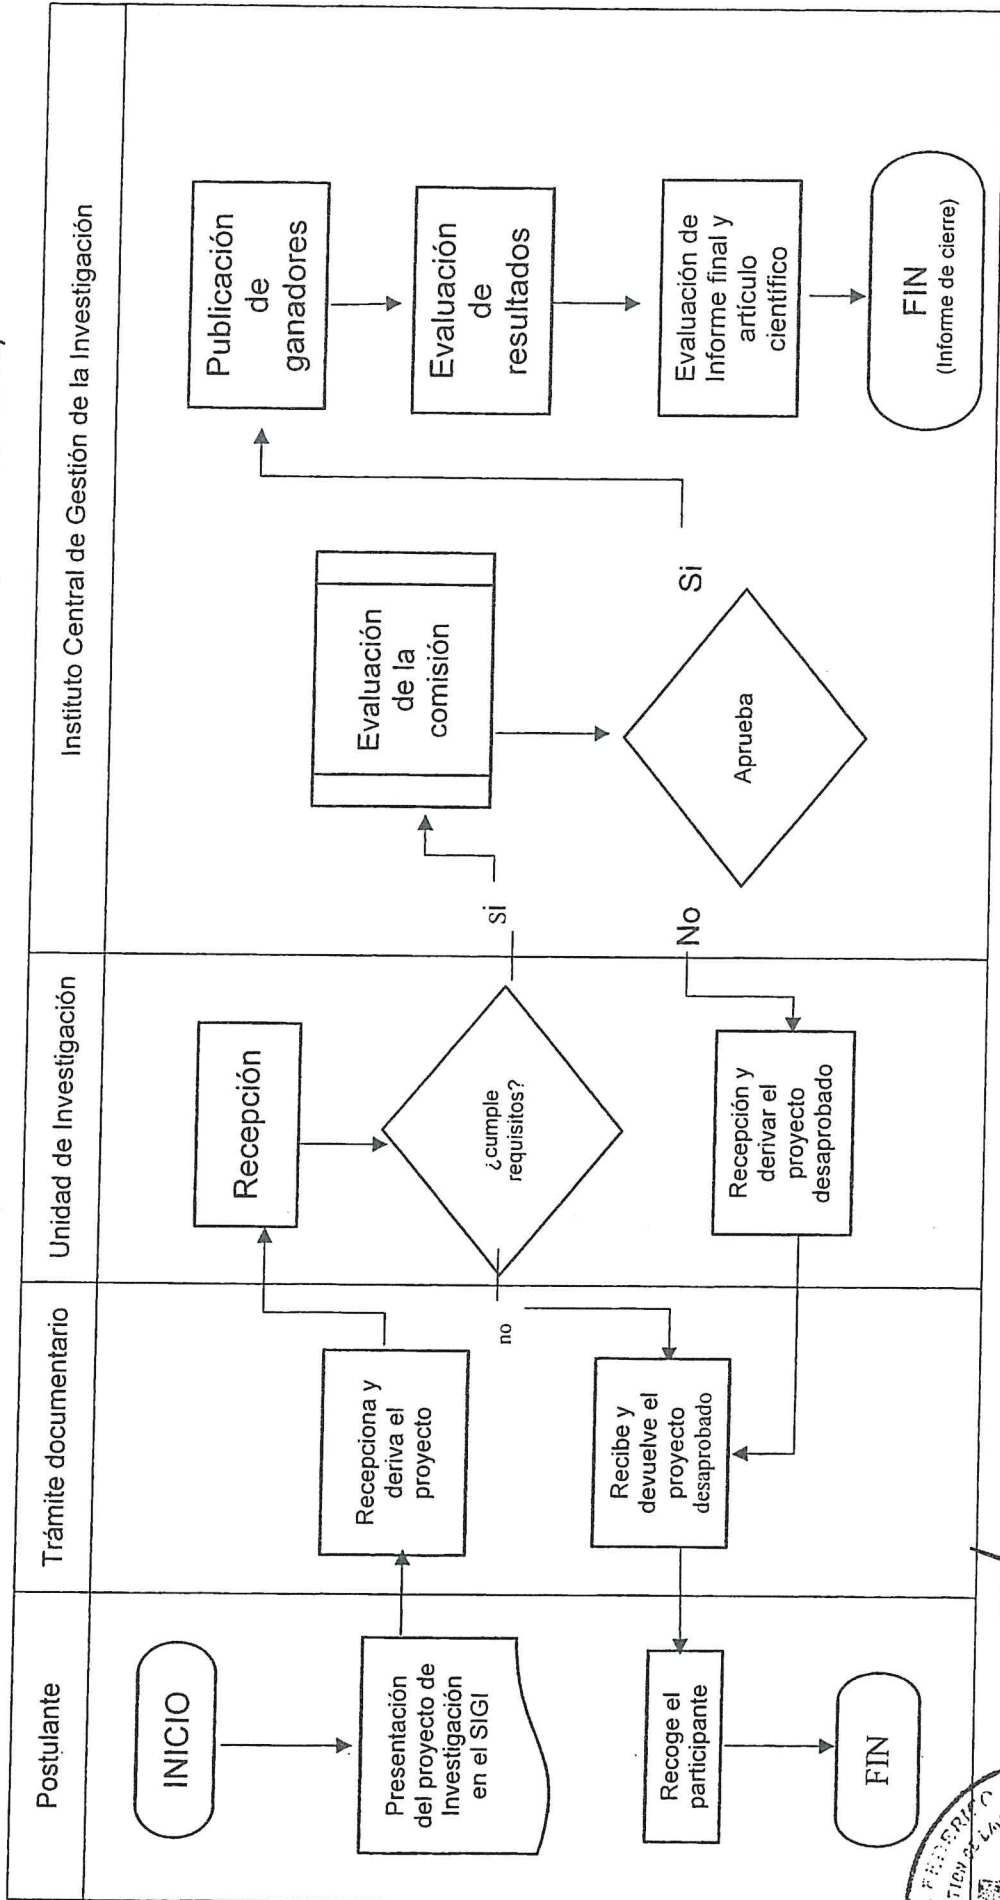 Postulante
Trámite documentario
Unidad de Investigación
Instituto Central de Gestión de la Investigación
INICIO
Presentación
del proyecto de
Investigación
en el SIGI
Recepciona y
deriva el
proyecto
Recepción
¿cumple
requisitos?
si
no
Evaluación
de la
comisión
Aprueba
Si
No
Publicación
de
ganadores
Evaluación
de
resultados
Evaluación de
Informe final y
artículo
científico
FIN
(Informe de cierre)
Recepción y
derivar el
proyecto
desaprobado
Recibe y
devuelve el
proyecto
desaprobado
Recoge el
participante
FIN
FEDERICO